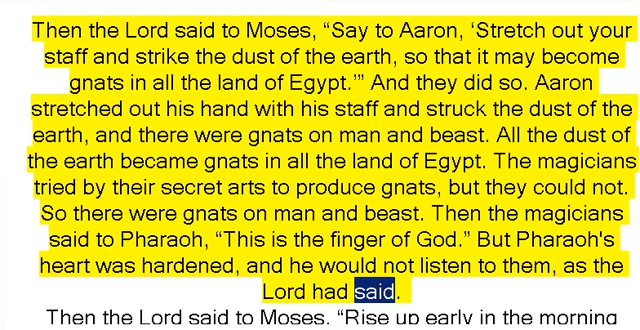 Then the Lord said to Moses, “Say to Aaron, ‘Stretch out your
staff and strike the dust of the earth, so that it may become
gnats in all the land of Egypt.’” And they did so. Aaron
stretched out his hand with his staff and struck the dust of the
earth, and there were gnats on man and beast. All the dust of
the earth became gnats in all the land of Egypt. The magicians
tried by their secret arts to produce gnats, but they could not.
So there were gnats on man and beast. Then the magicians
said to Pharaoh, “This is the finger of God.” But Pharaoh's
heart was hardened, and he would not listen to them, as the
Lord had said.
Then the Lord said to Moses, “Rise up early in the morning